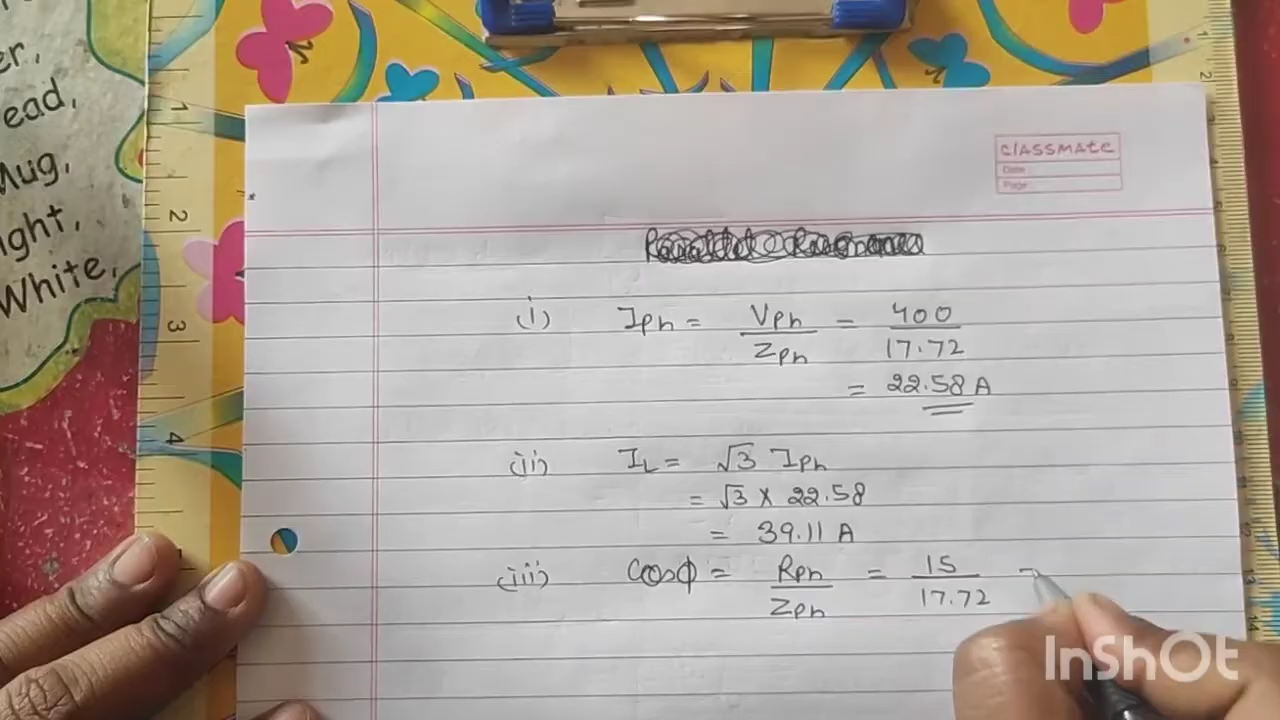 er,
ead,
Mug,
ight,
White,
CLASSMATE
Date :
Page :
(i) Iph = Vph / Zph = 400 / 17.72
= 22.58 A
(ii) IL = √3 Iph
= √3 × 22.58
= 39.11 A
(iii) cosϕ = Rph / Zph = 15 / 17.72 =
InShOt